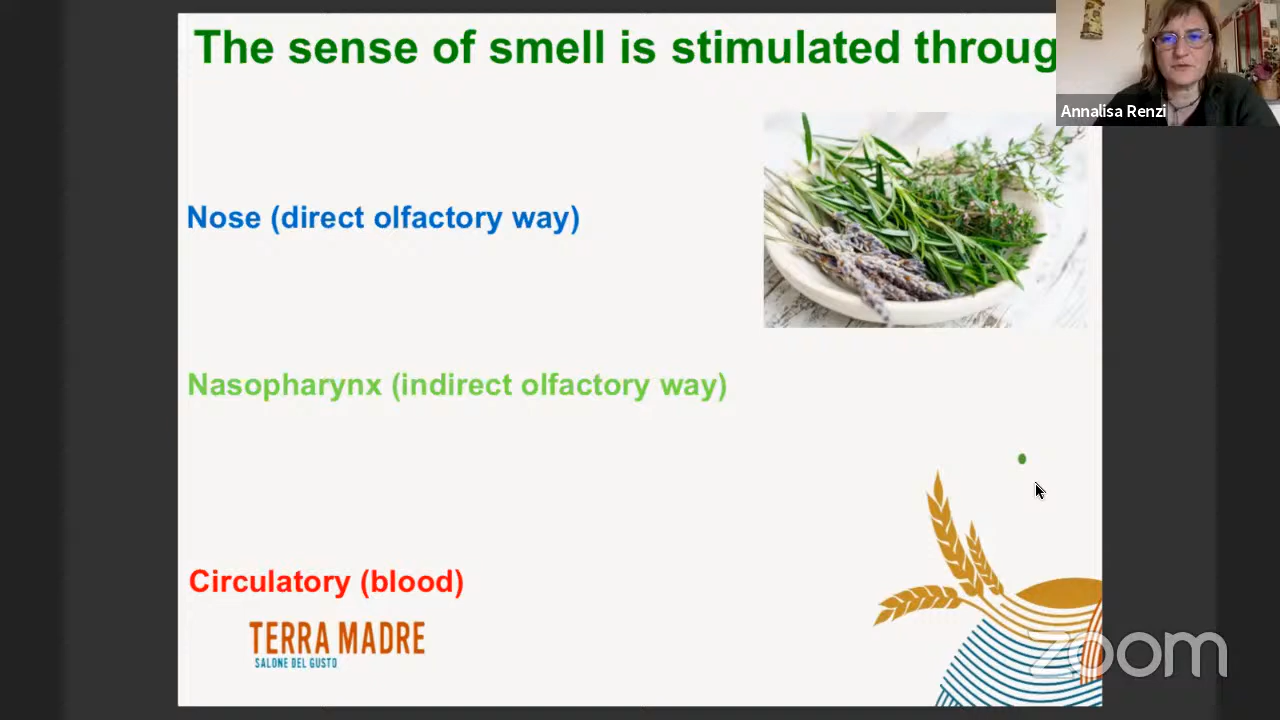 The sense of smell is stimulated throug
Annalisa Renzi
Nose (direct olfactory way)
Nasopharynx (indirect olfactory way)
Circulatory (blood)
TERRA MADRE
SALONE DEL GUSTO
zoom